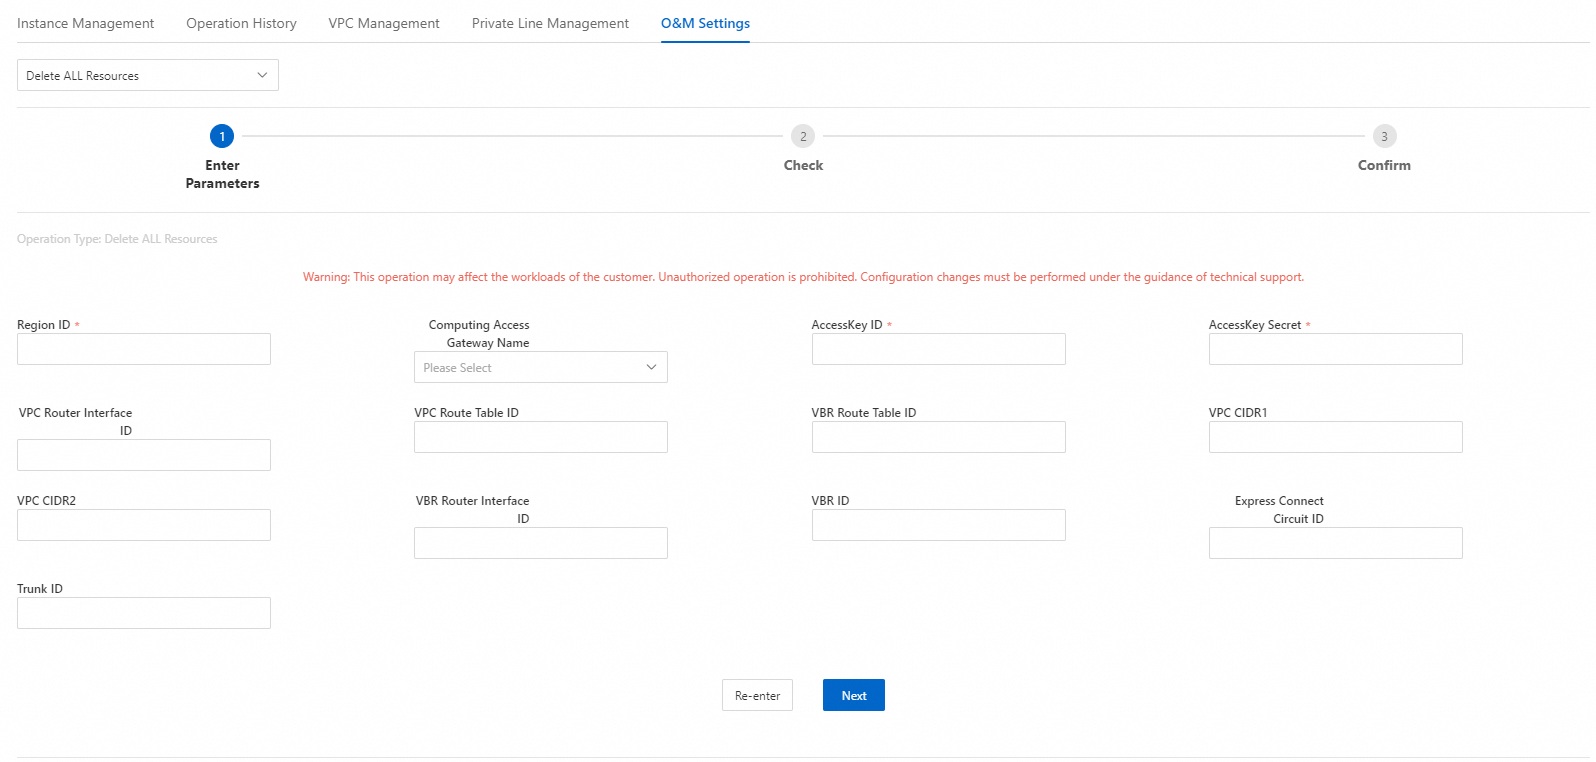 Instance Management Operation History VPC Management Private Line Management O&M Settings
Delete ALL Resources
1 2 3
Enter Check Confirm
Parameters
Operation Type: Delete ALL Resources
Warning: This operation may affect the workloads of the customer. Unauthorized operation is prohibited. Configuration changes must be performed under the guidance of technical support.
Region ID *
Computing Access
Gateway Name
Please Select
AccessKey ID *
AccessKey Secret *
VPC Router Interface
ID
VPC Route Table ID
VBR Route Table ID
VPC CIDR1
VPC CIDR2
VBR Router Interface
ID
VBR ID
Express Connect
Circuit ID
Trunk ID
Re-enter Next